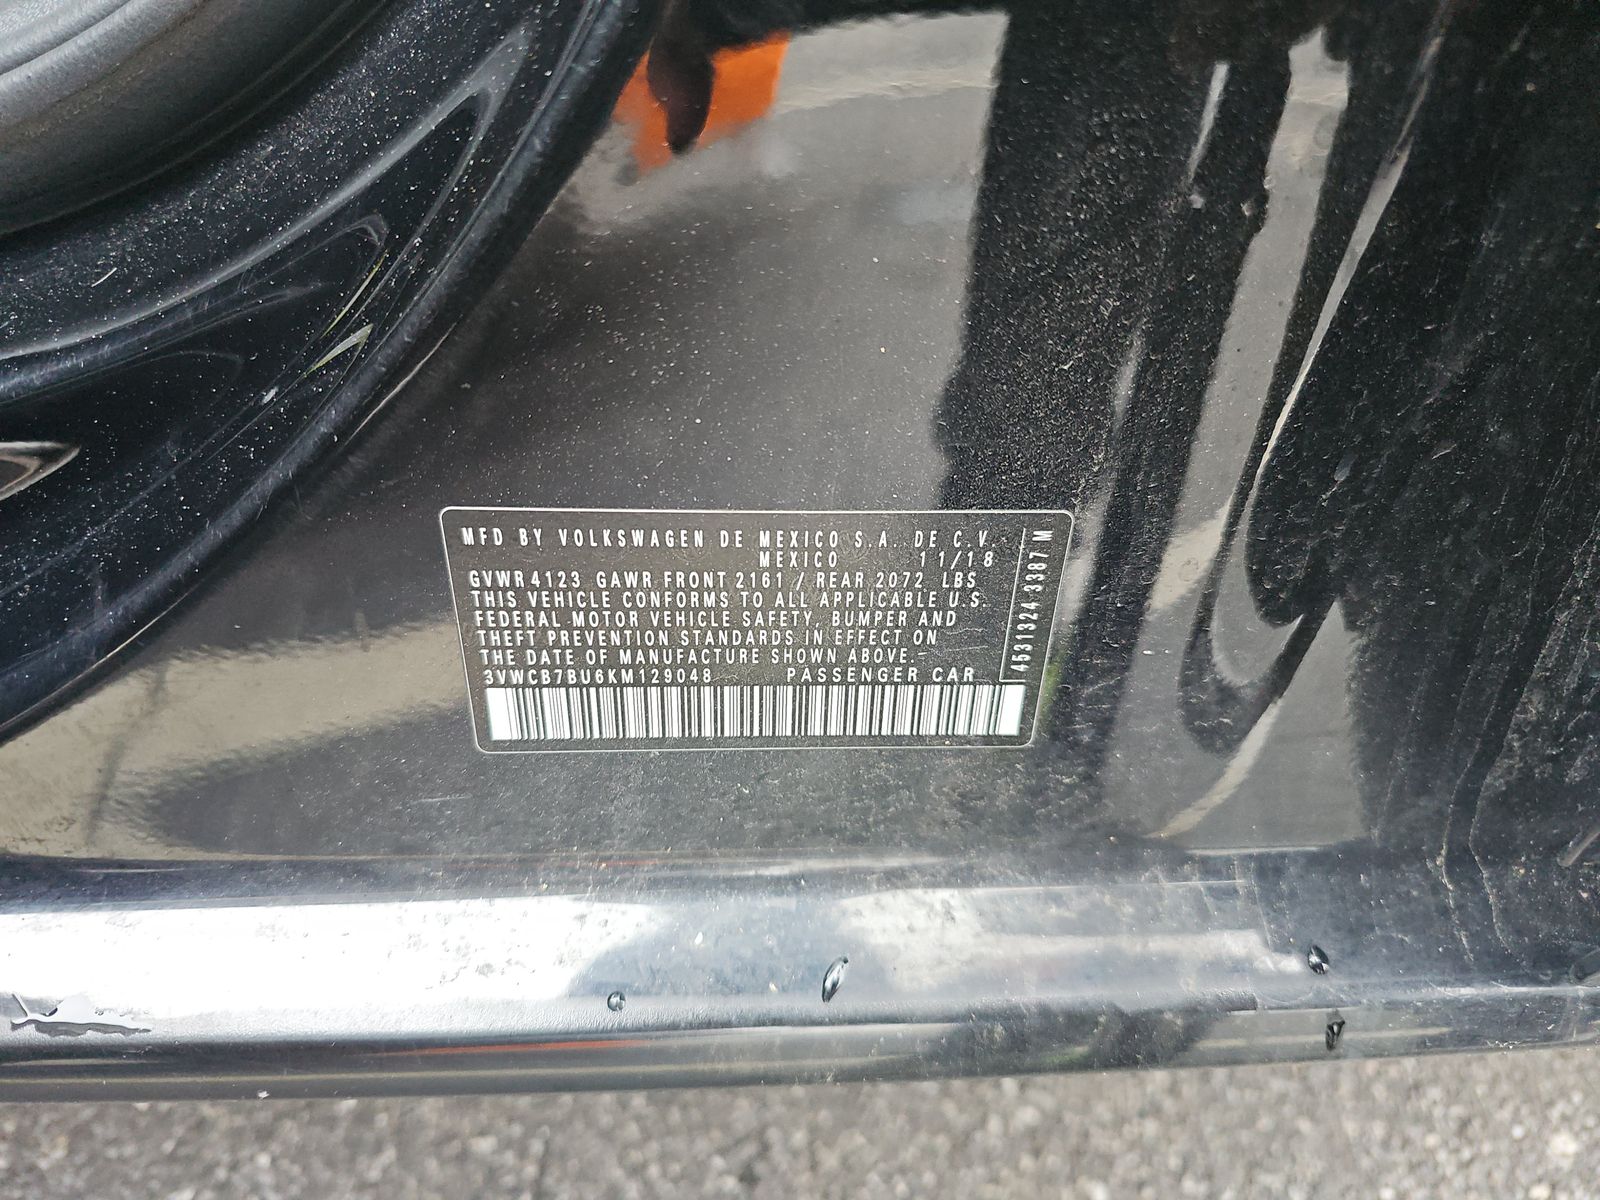 MFD BY VOLKSWAGEN DE MEXICO S.A. DE C.V.
MEXICO 11/18
GVWR 4123 GAWR FRONT 2161 / REAR 2072 LBS
THIS VEHICLE CONFORMS TO ALL APPLICABLE U.S.
FEDERAL MOTOR VEHICLE SAFETY, BUMPER AND
THEFT PREVENTION STANDARDS IN EFFECT ON
THE DATE OF MANUFACTURE SHOWN ABOVE.
3VWCB7BU6KM129048 PASSENGER CAR
4531324 3387 M